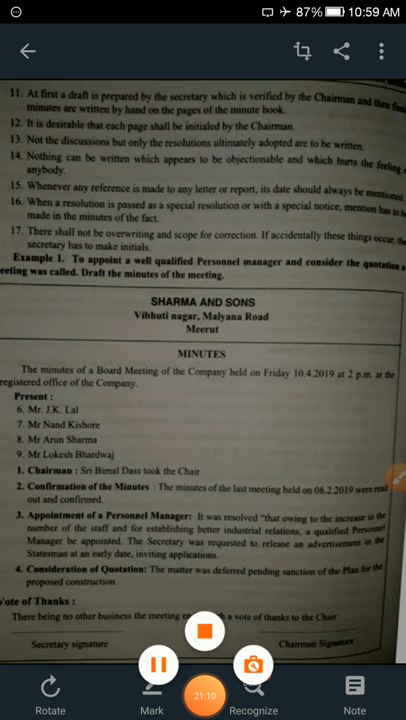 87% 10:59 AM
11. At first a draft is prepared by the secretary which is verified by the Chairman and then
minutes are written by hand on the pages of the minute book.
12. It is desirable that each page shall be initialed by the Chairman.
13. Not the discussions but only the resolutions ultimately adopted are to be written.
14. Nothing can be written which appears to be objectionable and which hurts the feeling
anybody.
15. Whenever any reference is made to any letter or report, its date should always be mentioned.
16. When a resolution is passed as a special resolution or with a special notice, mention has to
made in the minutes of the fact.
17. There shall not be overwriting and scope for correction. If accidentally these things occur, the
secretary has to make initials.
Example 1. To appoint a well qualified Personnel manager and consider the quotation a
eeting was called. Draft the minutes of the meeting.
SHARMA AND SONS
Vibhuti nagar, Malyana Road
Meerut
MINUTES
The minutes of a Board Meeting of the Company held on Friday 10.4.2019 at 2 p.m. at the
registered office of the Company.
Present :
6. Mr. J.K. Lal
7. Mr Nand Kishore
8. Mr Arun Sharma
9. Mr Lokesh Bhardwaj
1. Chairman : Sri Bimal Dass took the Chair
2. Confirmation of the Minutes : The minutes of the last meeting held on 08.2.2019 were read
out and confirmed.
3. Appointment of a Personnel Manager: It was resolved "that owing to the increase in the
number of the staff and for establishing better industrial relations, a qualified Personnel
Manager be appointed. The Secretary was requested to release an advertisement in the
Statesman at an early date, inviting applications.
4. Consideration of Quotation: The matter was deferred pending sanction of the Plan for the
proposed construction.
Vote of Thanks :
There being no other business the meeting a vote of thanks to the Chair.
Secretary signature Chairman Signature
21:10
Rotate Mark Recognize Note